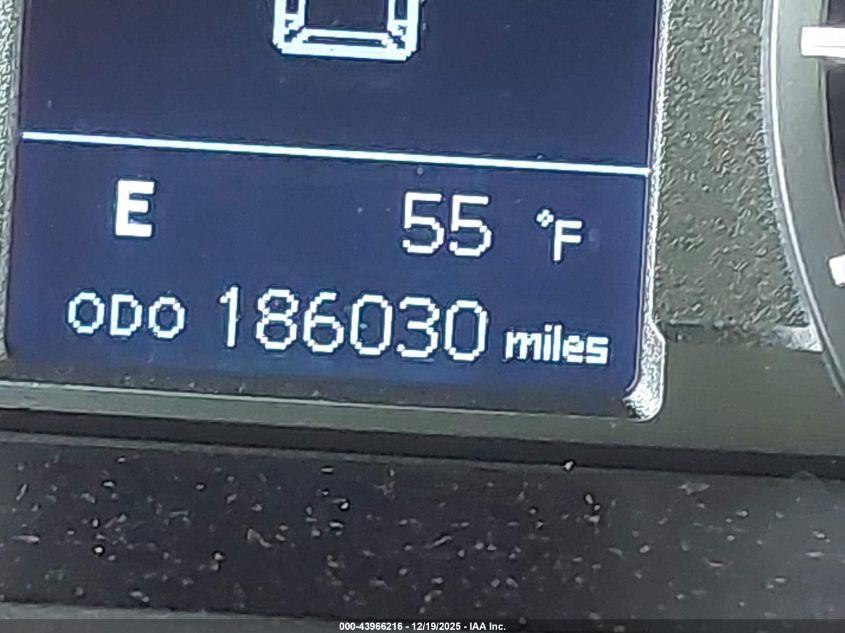 E 55 °F
ODO 186030 miles
000-43966216 - 12/19/2025 - IAA Inc.